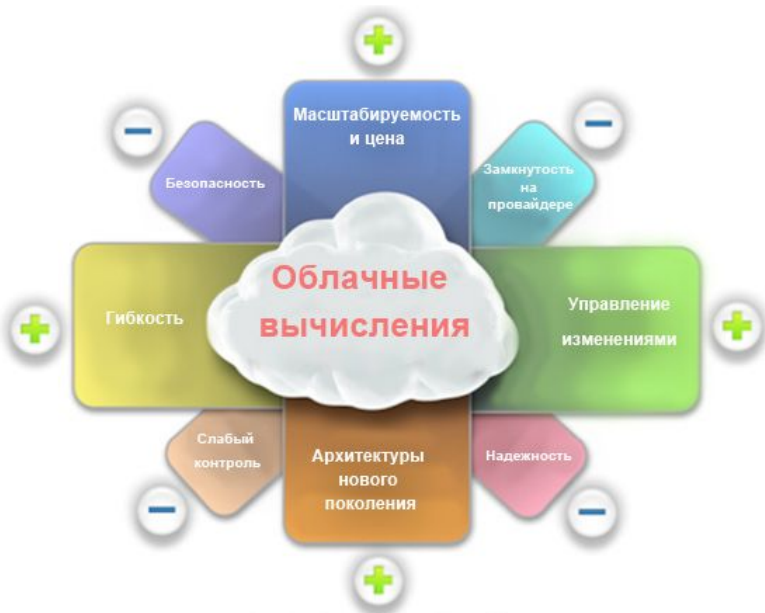 Масштабируемость
и цена
Безопасность
Замкнутость
на
провайдере
Облачные
вычисления
Гибкость
Управление
изменениями
Слабый
контроль
Архитектуры
нового
поколения
Надежность